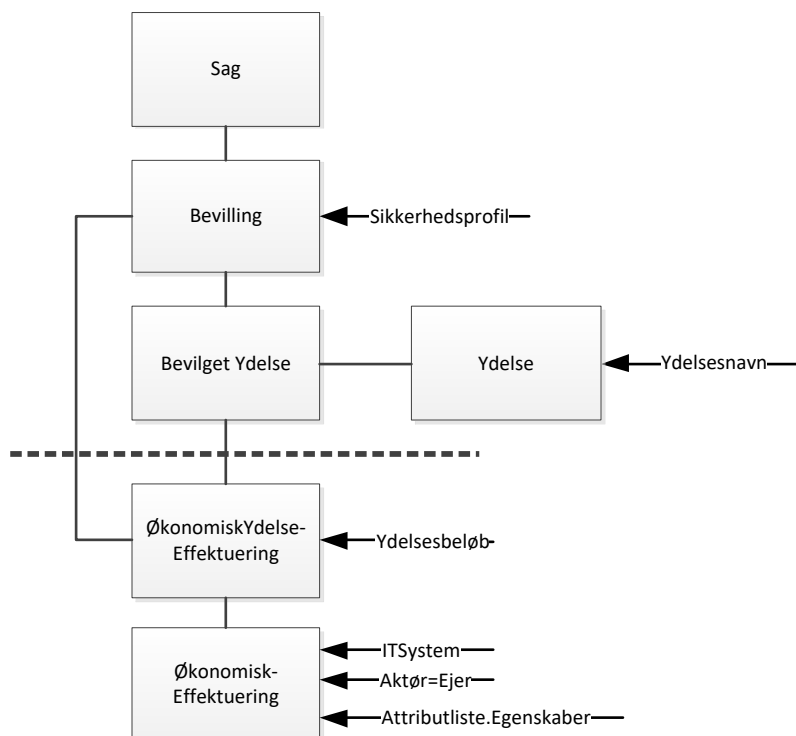 Sag
Bevilling
Sikkerhedsprofil
Bevilget Ydelse
Ydelse
Ydelsesnavn
ØkonomiskYdelse-
Effektuering
Ydelsesbeløb
Økonomisk-
Effektuering
ITSystem
Aktør=Ejer
Attributliste.Egenskaber